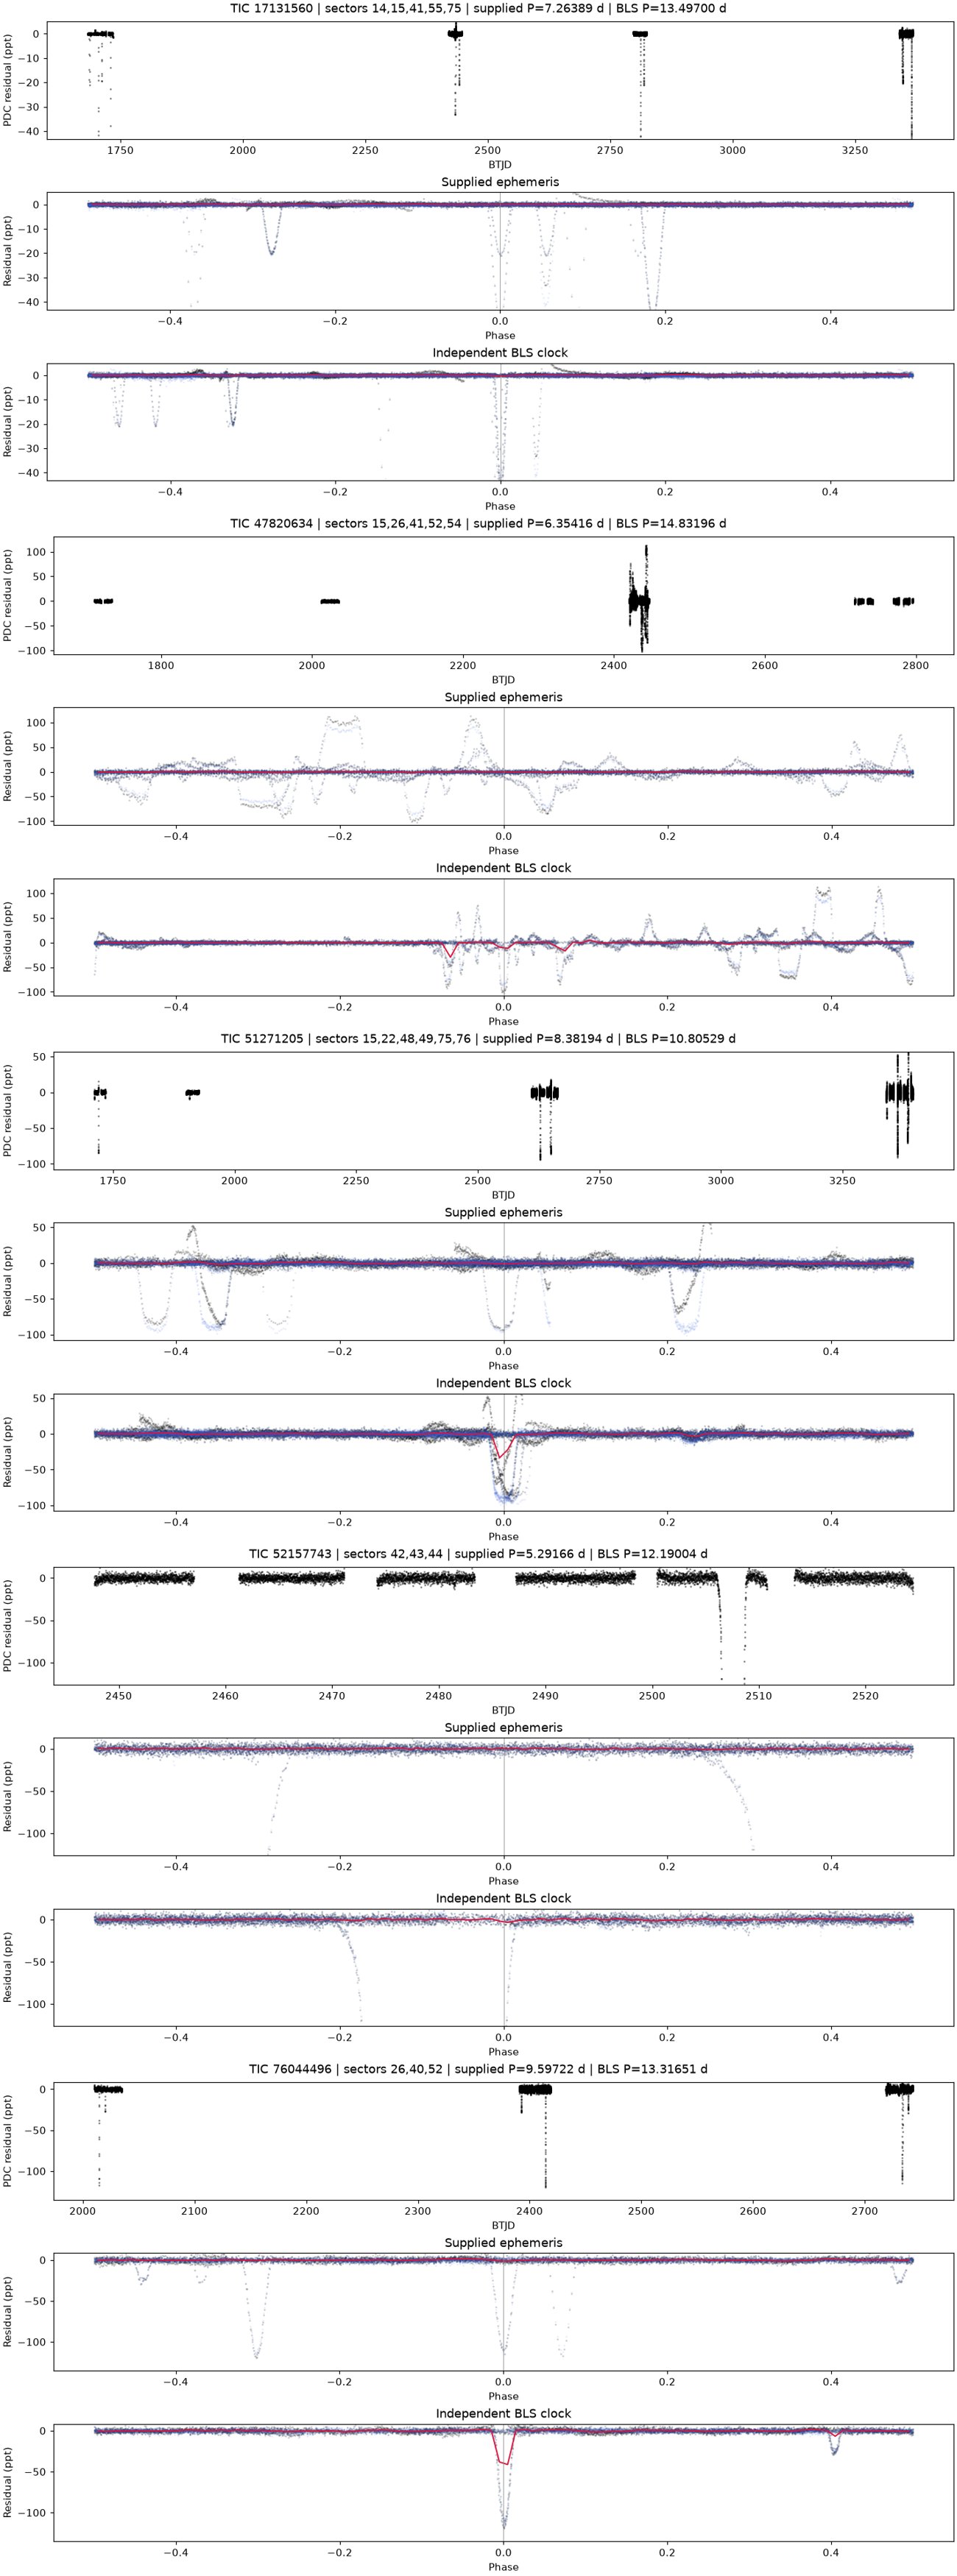 TIC 17131560 | sectors 14,15,41,55,75 | supplied P=7.26389 d | BLS P=13.49700 d
PDC residual (ppt)
0
−10
−20
−30
−40
1750 2000 2250 2500 2750 3000 3250
BTJD
Supplied ephemeris
Residual (ppt)
0
−10
−20
−30
−40
−0.4 −0.2 0.0 0.2 0.4
Phase
Independent BLS clock
Residual (ppt)
0
−10
−20
−30
−40
−0.4 −0.2 0.0 0.2 0.4
Phase
TIC 47820634 | sectors 15,26,41,52,54 | supplied P=6.35416 d | BLS P=14.83196 d
PDC residual (ppt)
100
50
0
−50
−100
1800 2000 2200 2400 2600 2800
BTJD
Supplied ephemeris
Residual (ppt)
100
50
0
−50
−100
−0.4 −0.2 0.0 0.2 0.4
Phase
Independent BLS clock
Residual (ppt)
100
50
0
−50
−100
−0.4 −0.2 0.0 0.2 0.4
Phase
TIC 51271205 | sectors 15,22,48,49,75,76 | supplied P=8.38194 d | BLS P=10.80529 d
PDC residual (ppt)
50
0
−50
−100
1750 2000 2250 2500 2750 3000 3250
BTJD
Supplied ephemeris
Residual (ppt)
50
0
−50
−100
−0.4 −0.2 0.0 0.2 0.4
Phase
Independent BLS clock
Residual (ppt)
50
0
−50
−100
−0.4 −0.2 0.0 0.2 0.4
Phase
TIC 52157743 | sectors 42,43,44 | supplied P=5.29166 d | BLS P=12.19004 d
PDC residual (ppt)
0
−50
−100
2450 2460 2470 2480 2490 2500 2510 2520
BTJD
Supplied ephemeris
Residual (ppt)
0
−50
−100
−0.4 −0.2 0.0 0.2 0.4
Phase
Independent BLS clock
Residual (ppt)
0
−50
−100
−0.4 −0.2 0.0 0.2 0.4
Phase
TIC 76044496 | sectors 26,40,52 | supplied P=9.59722 d | BLS P=13.31651 d
PDC residual (ppt)
0
−50
−100
2000 2100 2200 2300 2400 2500 2600 2700
BTJD
Supplied ephemeris
Residual (ppt)
0
−50
−100
−0.4 −0.2 0.0 0.2 0.4
Phase
Independent BLS clock
Residual (ppt)
0
−50
−100
−0.4 −0.2 0.0 0.2 0.4
Phase